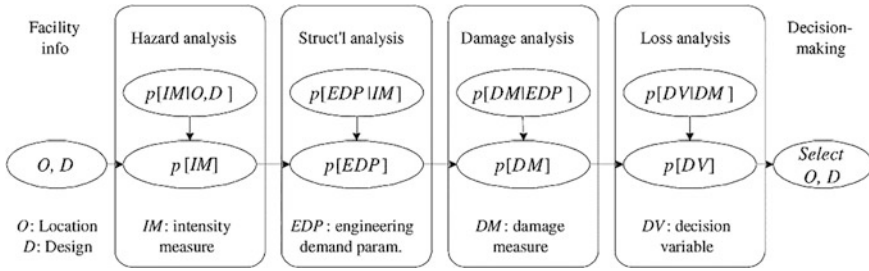 Facility
info
Hazard analysis
Struct'l analysis
Damage analysis
Loss analysis
Decision-
making
p[IM|O,D ]
p[EDP |IM]
p[DM|EDP ]
p[DV|DM ]
O, D
p [IM]
p [EDP]
p [DM]
p [DV]
Select
O, D
O: Location
D: Design
IM: intensity
measure
EDP : engineering
demand param.
DM: damage
measure
DV: decision
variable